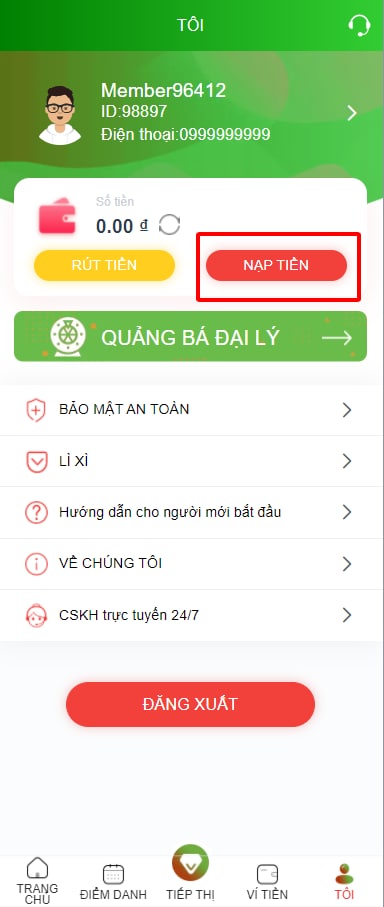 TÔI
Member96412
ID:98897
Điện thoại:0999999999
Số tiền
0.00 đ
RÚT TIỀN
NẠP TIỀN
QUẢNG BÁ ĐẠI LÝ
BẢO MẬT AN TOÀN
LÌ XÌ
Hướng dẫn cho người mới bắt đầu
VỀ CHÚNG TÔI
CSKH trực tuyến 24/7
ĐĂNG XUẤT
TRANG CHU
ĐIỂM DANH
TIẾP THỊ
VÍ TIỀN
TÔI